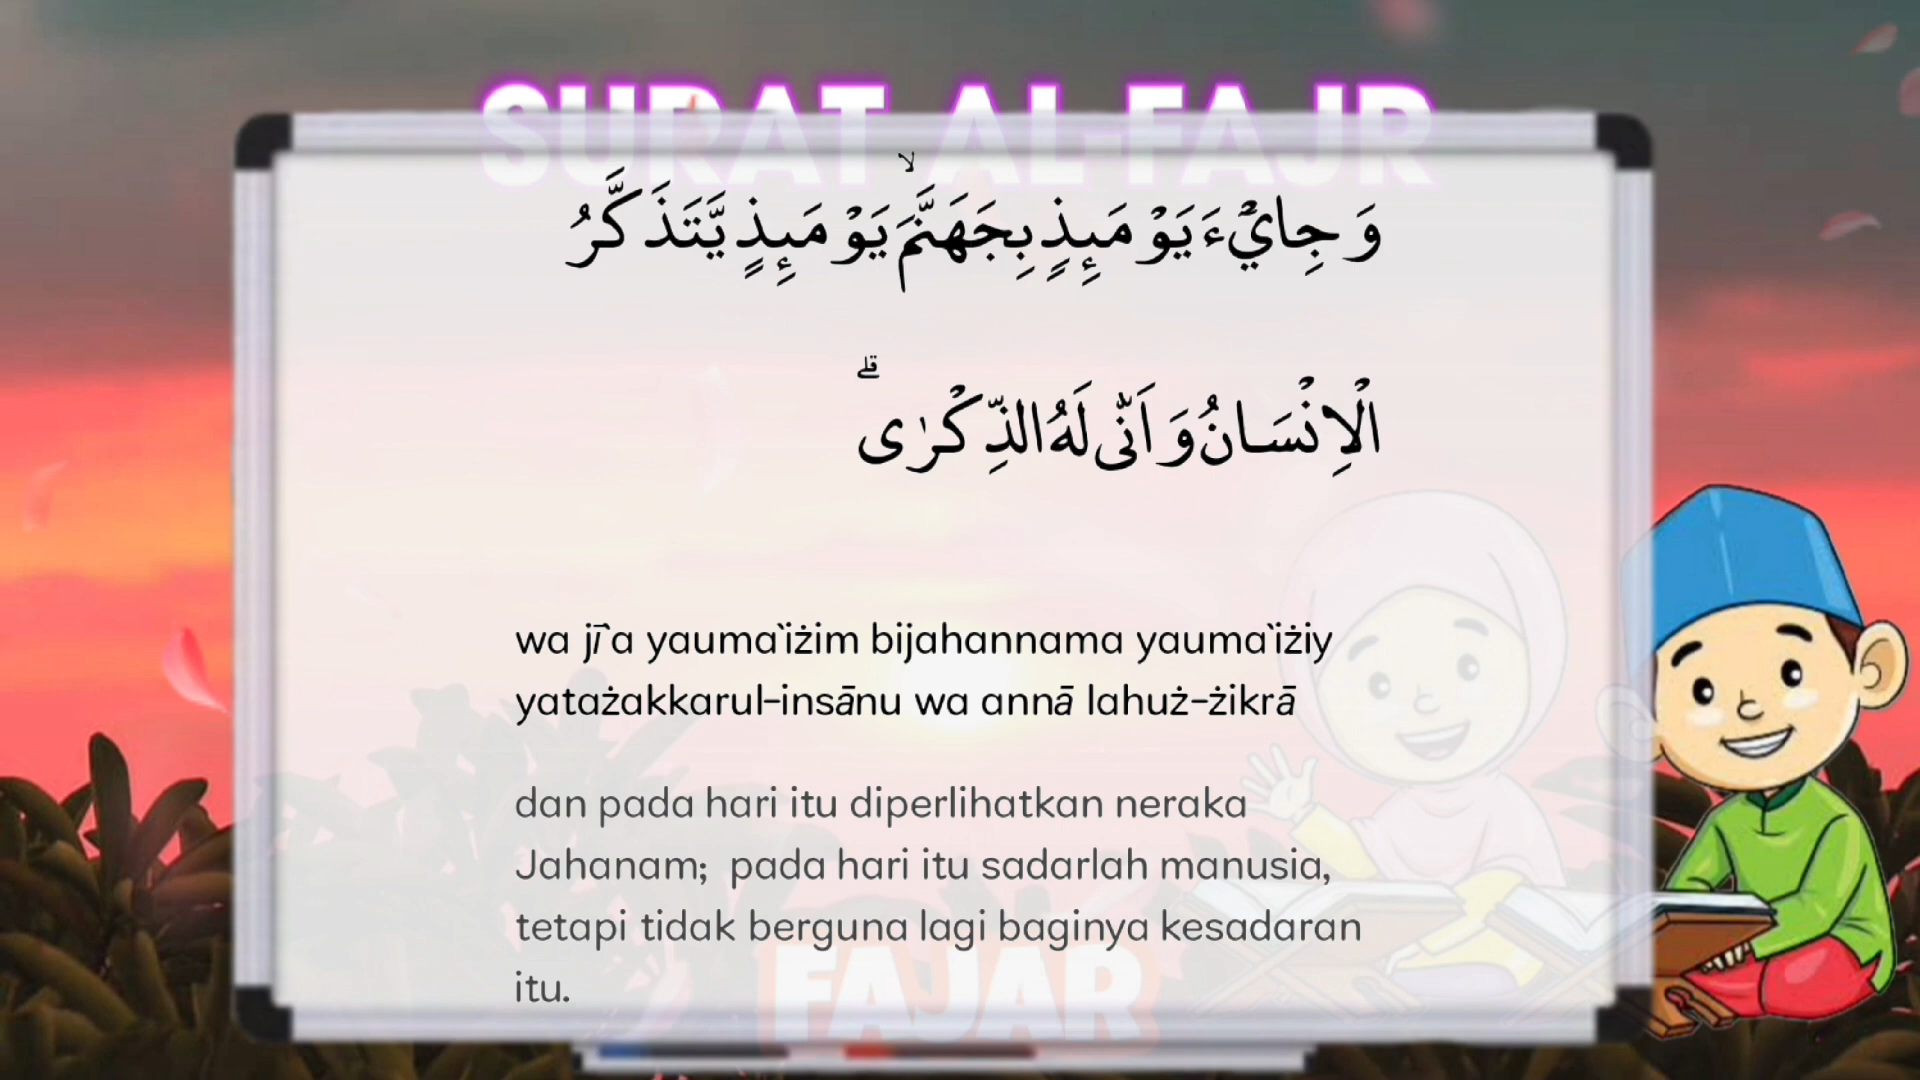 SURAT AL-FAJR
وَجِايْۤءَ يَوْمَىِٕذٍۢ بِجَهَنَّمَۙ يَوْمَىِٕذٍ يَّتَذَكَّرُ
الْاِنْسَانُ وَاَنّٰى لَهُ الذِّكْرٰىۗ
wa jī`a yauma`iżim bijahannama yauma`iżiy
yatażakkarul-insānu wa annā lahuż-żikrā
dan pada hari itu diperlihatkan neraka
Jahanam; pada hari itu sadarlah manusia,
tetapi tidak berguna lagi baginya kesadaran
itu.
FAJAR